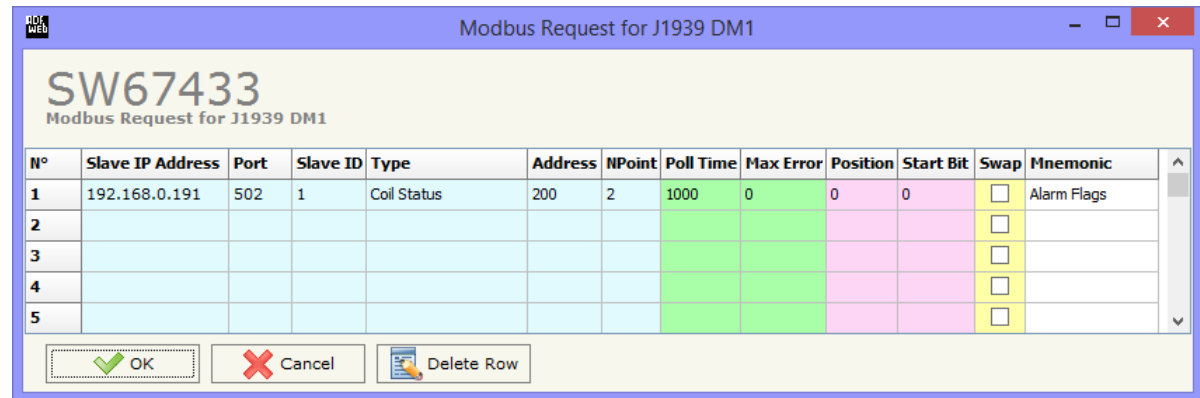 ADF
WEB
Modbus Request for J1939 DM1
SW67433
Modbus Request for J1939 DM1
N° Slave IP Address Port Slave ID Type Address NPoint Poll Time Max Error Position Start Bit Swap Mnemonic
1 192.168.0.191 502 1 Coil Status 200 2 1000 0 0 0 Alarm Flags
2
3
4
5
OK Cancel Delete Row